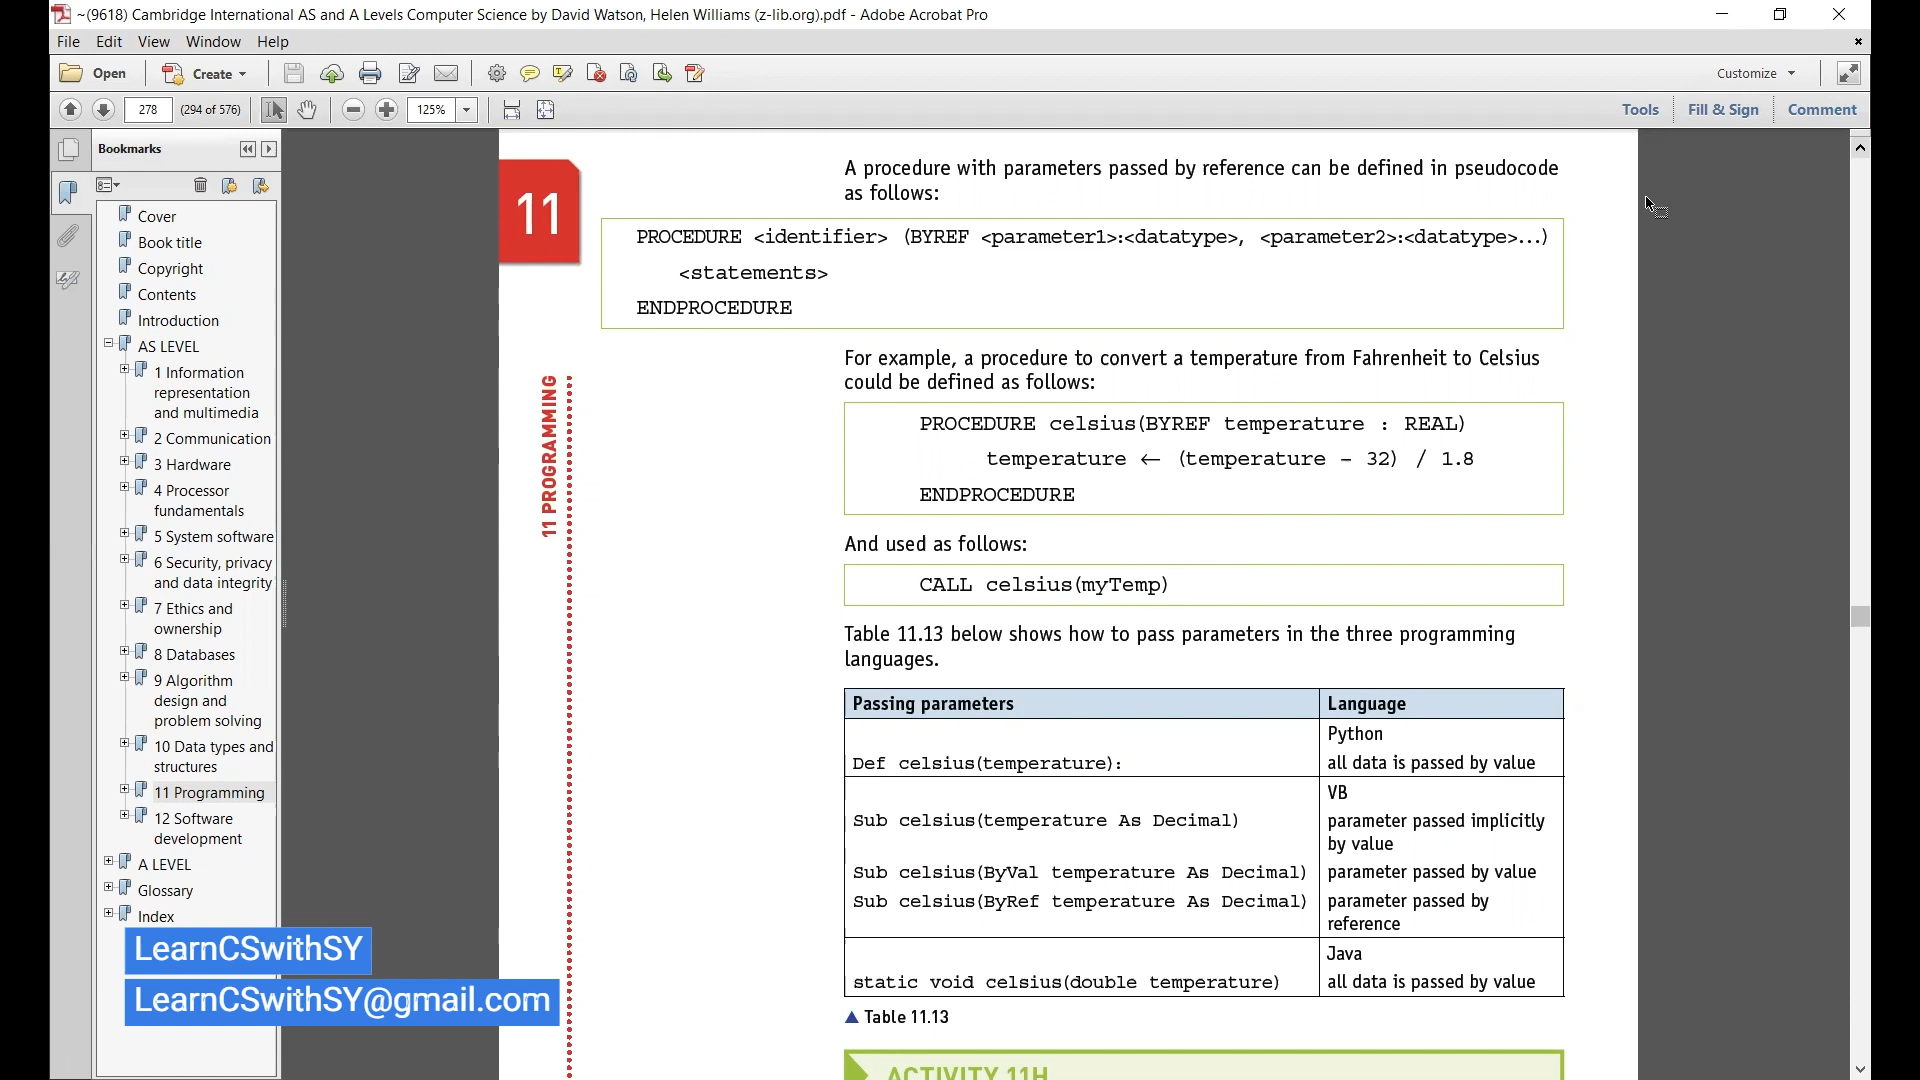 ~(9618) Cambridge International AS and A Levels Computer Science by David Watson, Helen Williams (z-lib.org).pdf - Adobe Acrobat Pro
File Edit View Window Help
Open Create Customize
278 (294 of 576) 125% Tools Fill & Sign Comment
Bookmarks
Cover
Book title
Copyright
Contents
Introduction
AS LEVEL
1 Information
representation
and multimedia
2 Communication
3 Hardware
4 Processor
fundamentals
5 System software
6 Security, privacy
and data integrity
7 Ethics and
ownership
8 Databases
9 Algorithm
design and
problem solving
10 Data types and
structures
11 Programming
12 Software
development
A LEVEL
Glossary
Index
LearnCSwithSY
LearnCSwithSY@gmail.com
11
11 PROGRAMMING
A procedure with parameters passed by reference can be defined in pseudocode
as follows:
PROCEDURE <identifier> (BYREF <parameter1>:<datatype>, <parameter2>:<datatype>...)
<statements>
ENDPROCEDURE
For example, a procedure to convert a temperature from Fahrenheit to Celsius
could be defined as follows:
PROCEDURE celsius(BYREF temperature : REAL)
temperature ← (temperature – 32) / 1.8
ENDPROCEDURE
And used as follows:
CALL celsius(myTemp)
Table 11.13 below shows how to pass parameters in the three programming
languages.
Passing parameters Language
Python
Def celsius(temperature): all data is passed by value
VB
Sub celsius(temperature As Decimal) parameter passed implicitly
by value
Sub celsius(ByVal temperature As Decimal) parameter passed by value
Sub celsius(ByRef temperature As Decimal) parameter passed by
reference
Java
static void celsius(double temperature) all data is passed by value
▲ Table 11.13
ACTIVITY 11H